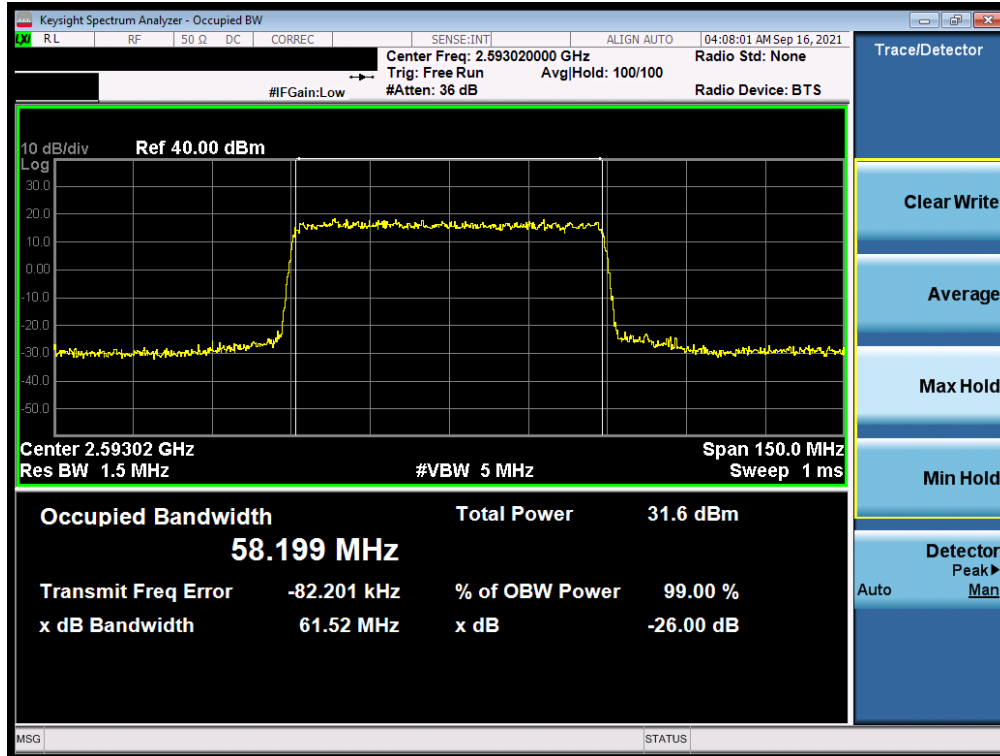 Keysight Spectrum Analyzer - Occupied BW
LXI RL RF 50 Ω DC CORREC SENSE:INT ALIGN AUTO 04:08:01 AM Sep 16, 2021
Center Freq: 2.593020000 GHz Radio Std: None
Trig: Free Run Avg|Hold: 100/100
#IFGain:Low #Atten: 36 dB Radio Device: BTS
10 dB/div Ref 40.00 dBm
Log
30.0
20.0
10.0
0.00
-10.0
-20.0
-30.0
-40.0
-50.0
Center 2.59302 GHz Span 150.0 MHz
Res BW 1.5 MHz #VBW 5 MHz Sweep 1 ms
Occupied Bandwidth Total Power 31.6 dBm
58.199 MHz
Transmit Freq Error -82.201 kHz % of OBW Power 99.00 %
x dB Bandwidth 61.52 MHz x dB -26.00 dB
MSG STATUS
Trace/Detector
Clear Write
Average
Max Hold
Min Hold
Detector
Peak▶
Auto Man